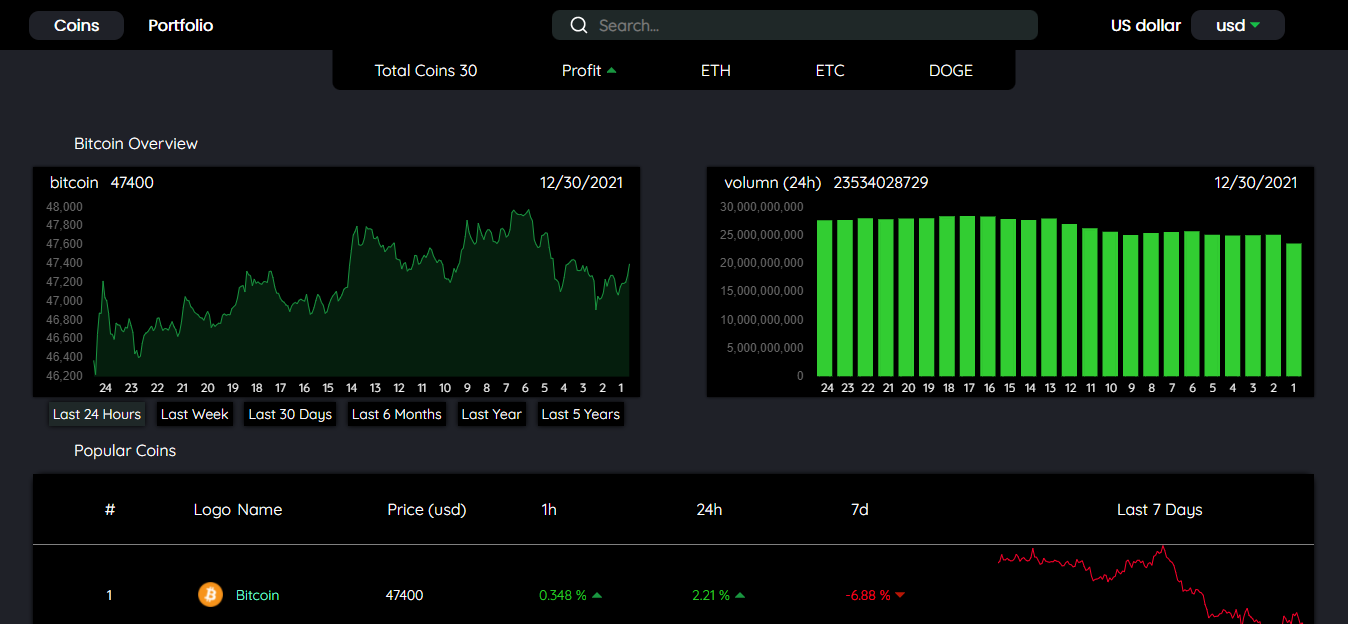 Coins Portfolio Search... US dollar usd
Total Coins 30 Profit ETH ETC DOGE
Bitcoin Overview
bitcoin 47400 12/30/2021
48,000
47,800
47,600
47,400
47,200
47,000
46,800
46,600
46,400
46,200
24 23 22 21 20 19 18 17 16 15 14 13 12 11 10 9 8 7 6 5 4 3 2 1
volumn (24h) 23534028729 12/30/2021
30,000,000,000
25,000,000,000
20,000,000,000
15,000,000,000
10,000,000,000
5,000,000,000
0
24 23 22 21 20 19 18 17 16 15 14 13 12 11 10 9 8 7 6 5 4 3 2 1
Last 24 Hours Last Week Last 30 Days Last 6 Months Last Year Last 5 Years
Popular Coins
# Logo Name Price (usd) 1h 24h 7d Last 7 Days
1 Bitcoin 47400 0.348 % 2.21 % -6.88 %